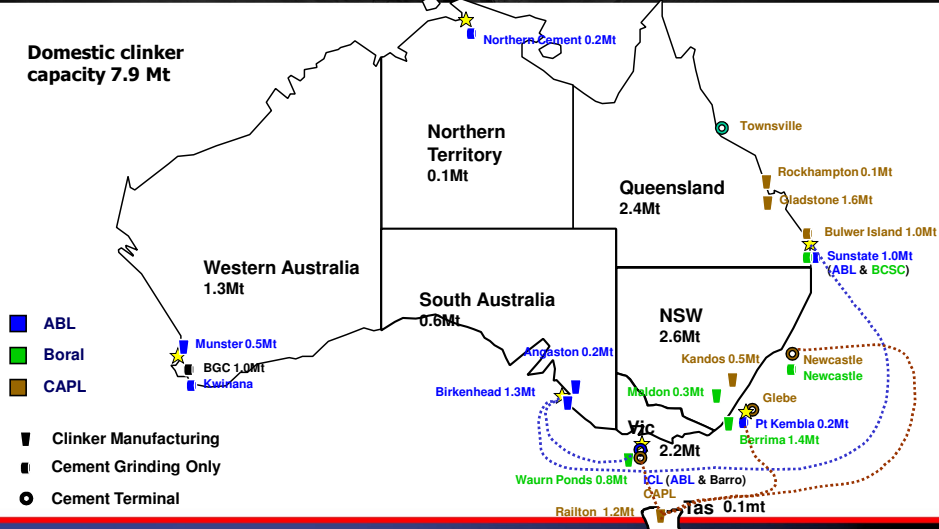 Domestic clinker
capacity 7.9 Mt
Northern Cement 0.2Mt
Northern
Territory
0.1Mt
Townsville
Queensland
2.4Mt
Rockhampton 0.1Mt
Gladstone 1.6Mt
Bulwer Island 1.0Mt
Sunstate 1.0Mt
(ABL & BCSC)
Western Australia
1.3Mt
South Australia
0.6Mt
NSW
2.6Mt
ABL
Boral
CAPL
Munster 0.5Mt
BGC 1.0Mt
Kwinana
Angaston 0.2Mt
Birkenhead 1.3Mt
Kandos 0.5Mt
Maldon 0.3Mt
Newcastle
Newcastle
Glebe
Pt Kembla 0.2Mt
Berrima 1.4Mt
Vic
2.2Mt
Waurn Ponds 0.8Mt
ICL (ABL & Barro)
CAPL
Railton 1.2Mt
Tas 0.1mt
Clinker Manufacturing
Cement Grinding Only
Cement Terminal